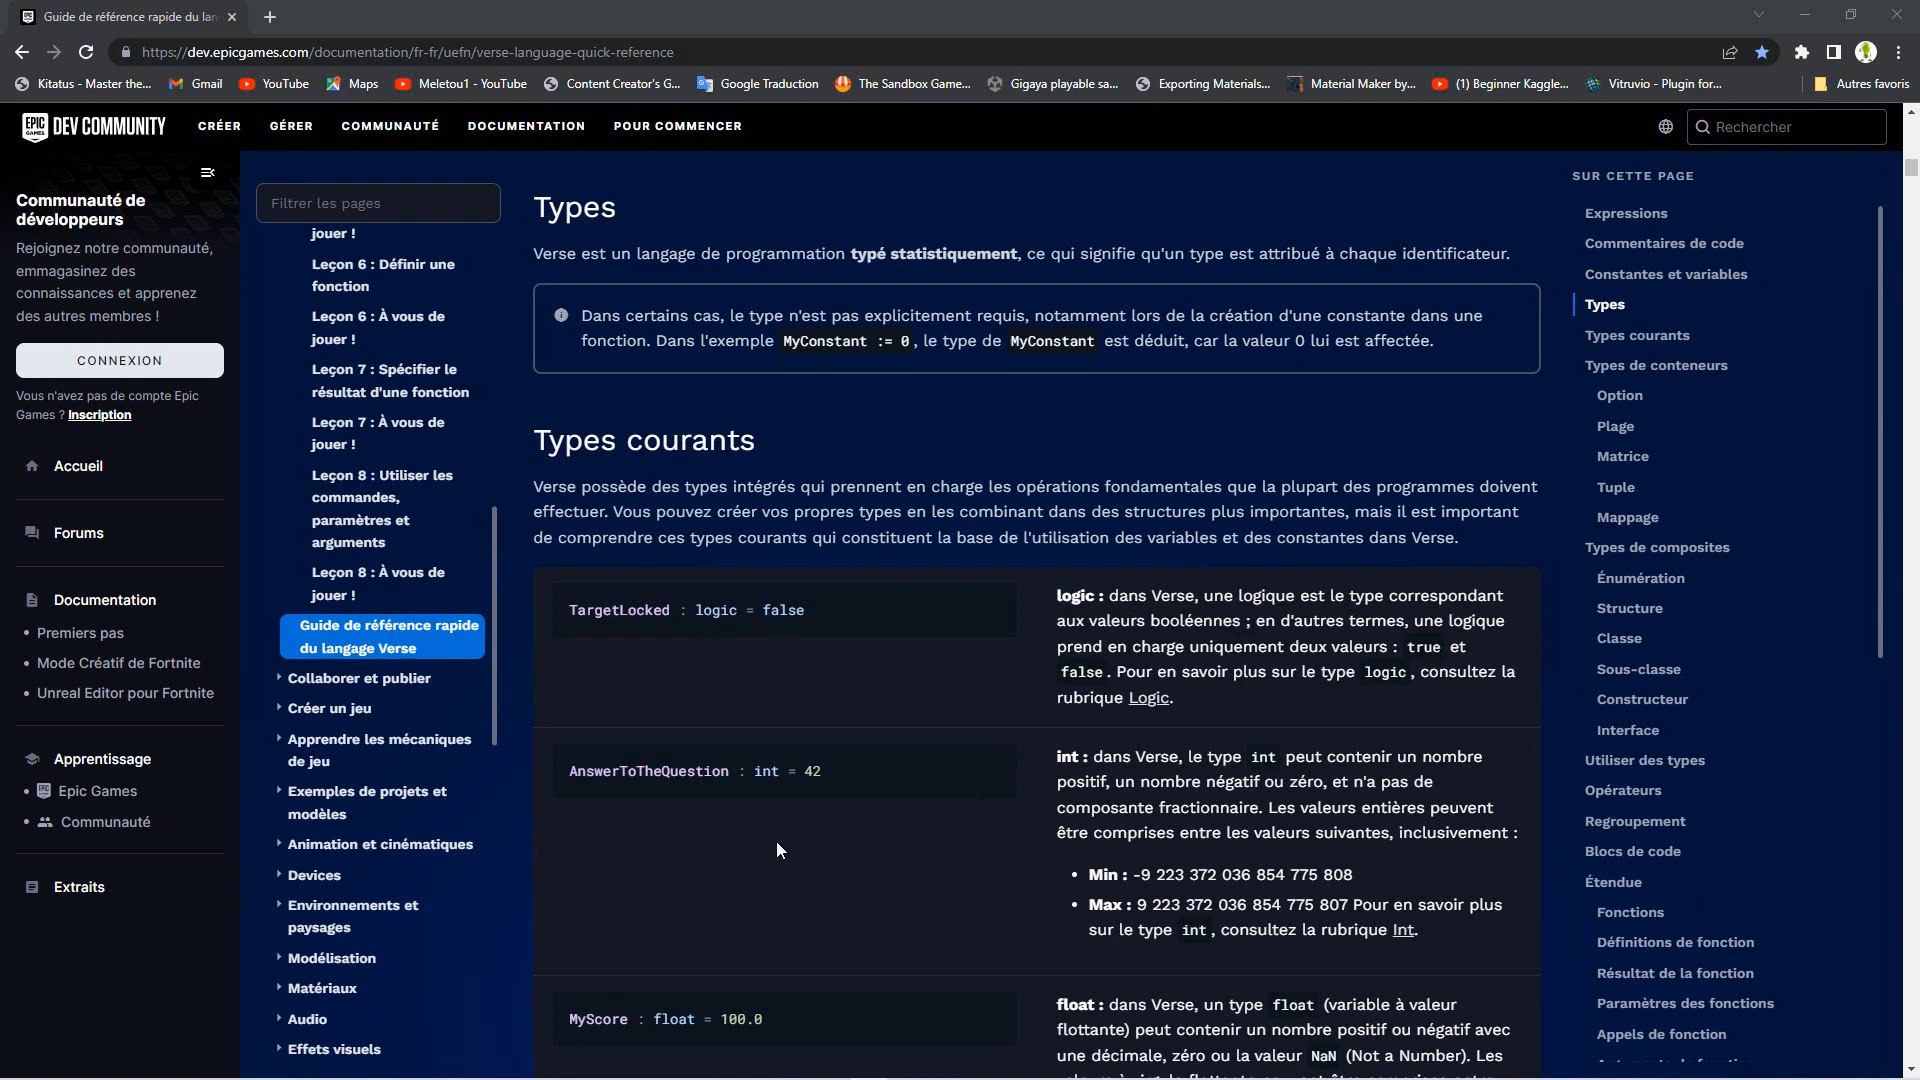 Guide de référence rapide du lan
https://dev.epicgames.com/documentation/fr-fr/uefn/verse-language-quick-reference
Kitatus - Master the...
Gmail
YouTube
Maps
Meletou1 - YouTube
Content Creator's G...
Google Traduction
The Sandbox Game...
Gigaya playable sa...
Exporting Materials...
Material Maker by...
(1) Beginner Kaggle...
Vitruvio - Plugin for...
Autres favoris
EPIC GAMES DEV COMMUNITY
CRÉER
GÉRER
COMMUNAUTÉ
DOCUMENTATION
POUR COMMENCER
Rechercher
Communauté de
développeurs
Rejoignez notre communauté,
emmagasinez des
connaissances et apprenez
des autres membres !
CONNEXION
Vous n'avez pas de compte Epic
Games ? Inscription
Accueil
Forums
Documentation
• Premiers pas
• Mode Créatif de Fortnite
• Unreal Editor pour Fortnite
Apprentissage
• Epic Games
• Communauté
Extraits
Filtrer les pages
jouer !
Leçon 6 : Définir une
fonction
Leçon 6 : À vous de
jouer !
Leçon 7 : Spécifier le
résultat d'une fonction
Leçon 7 : À vous de
jouer !
Leçon 8 : Utiliser les
commandes,
paramètres et
arguments
Leçon 8 : À vous de
jouer !
Guide de référence rapide
du langage Verse
Collaborer et publier
Créer un jeu
Apprendre les mécaniques
de jeu
Exemples de projets et
modèles
Animation et cinématiques
Devices
Environnements et
paysages
Modélisation
Matériaux
Audio
Effets visuels
Types
Verse est un langage de programmation typé statistiquement, ce qui signifie qu'un type est attribué à chaque identificateur.
Dans certains cas, le type n'est pas explicitement requis, notamment lors de la création d'une constante dans une
fonction. Dans l'exemple MyConstant := 0, le type de MyConstant est déduit, car la valeur 0 lui est affectée.
Types courants
Verse possède des types intégrés qui prennent en charge les opérations fondamentales que la plupart des programmes doivent
effectuer. Vous pouvez créer vos propres types en les combinant dans des structures plus importantes, mais il est important
de comprendre ces types courants qui constituent la base de l'utilisation des variables et des constantes dans Verse.
TargetLocked : logic = false
logic : dans Verse, une logique est le type correspondant
aux valeurs booléennes ; en d'autres termes, une logique
prend en charge uniquement deux valeurs : true et
false. Pour en savoir plus sur le type logic, consultez la
rubrique Logic.
AnswerToTheQuestion : int = 42
int : dans Verse, le type int peut contenir un nombre
positif, un nombre négatif ou zéro, et n'a pas de
composante fractionnaire. Les valeurs entières peuvent
être comprises entre les valeurs suivantes, inclusivement :
• Min : -9 223 372 036 854 775 808
• Max : 9 223 372 036 854 775 807 Pour en savoir plus
sur le type int, consultez la rubrique Int.
MyScore : float = 100.0
float : dans Verse, un type float (variable à valeur
flottante) peut contenir un nombre positif ou négatif avec
une décimale, zéro ou la valeur NaN (Not a Number). Les
SUR CETTE PAGE
Expressions
Commentaires de code
Constantes et variables
Types
Types courants
Types de conteneurs
Option
Plage
Matrice
Tuple
Mappage
Types de composites
Énumération
Structure
Classe
Sous-classe
Constructeur
Interface
Utiliser des types
Opérateurs
Regroupement
Blocs de code
Étendue
Fonctions
Définitions de fonction
Résultat de la fonction
Paramètres des fonctions
Appels de fonction